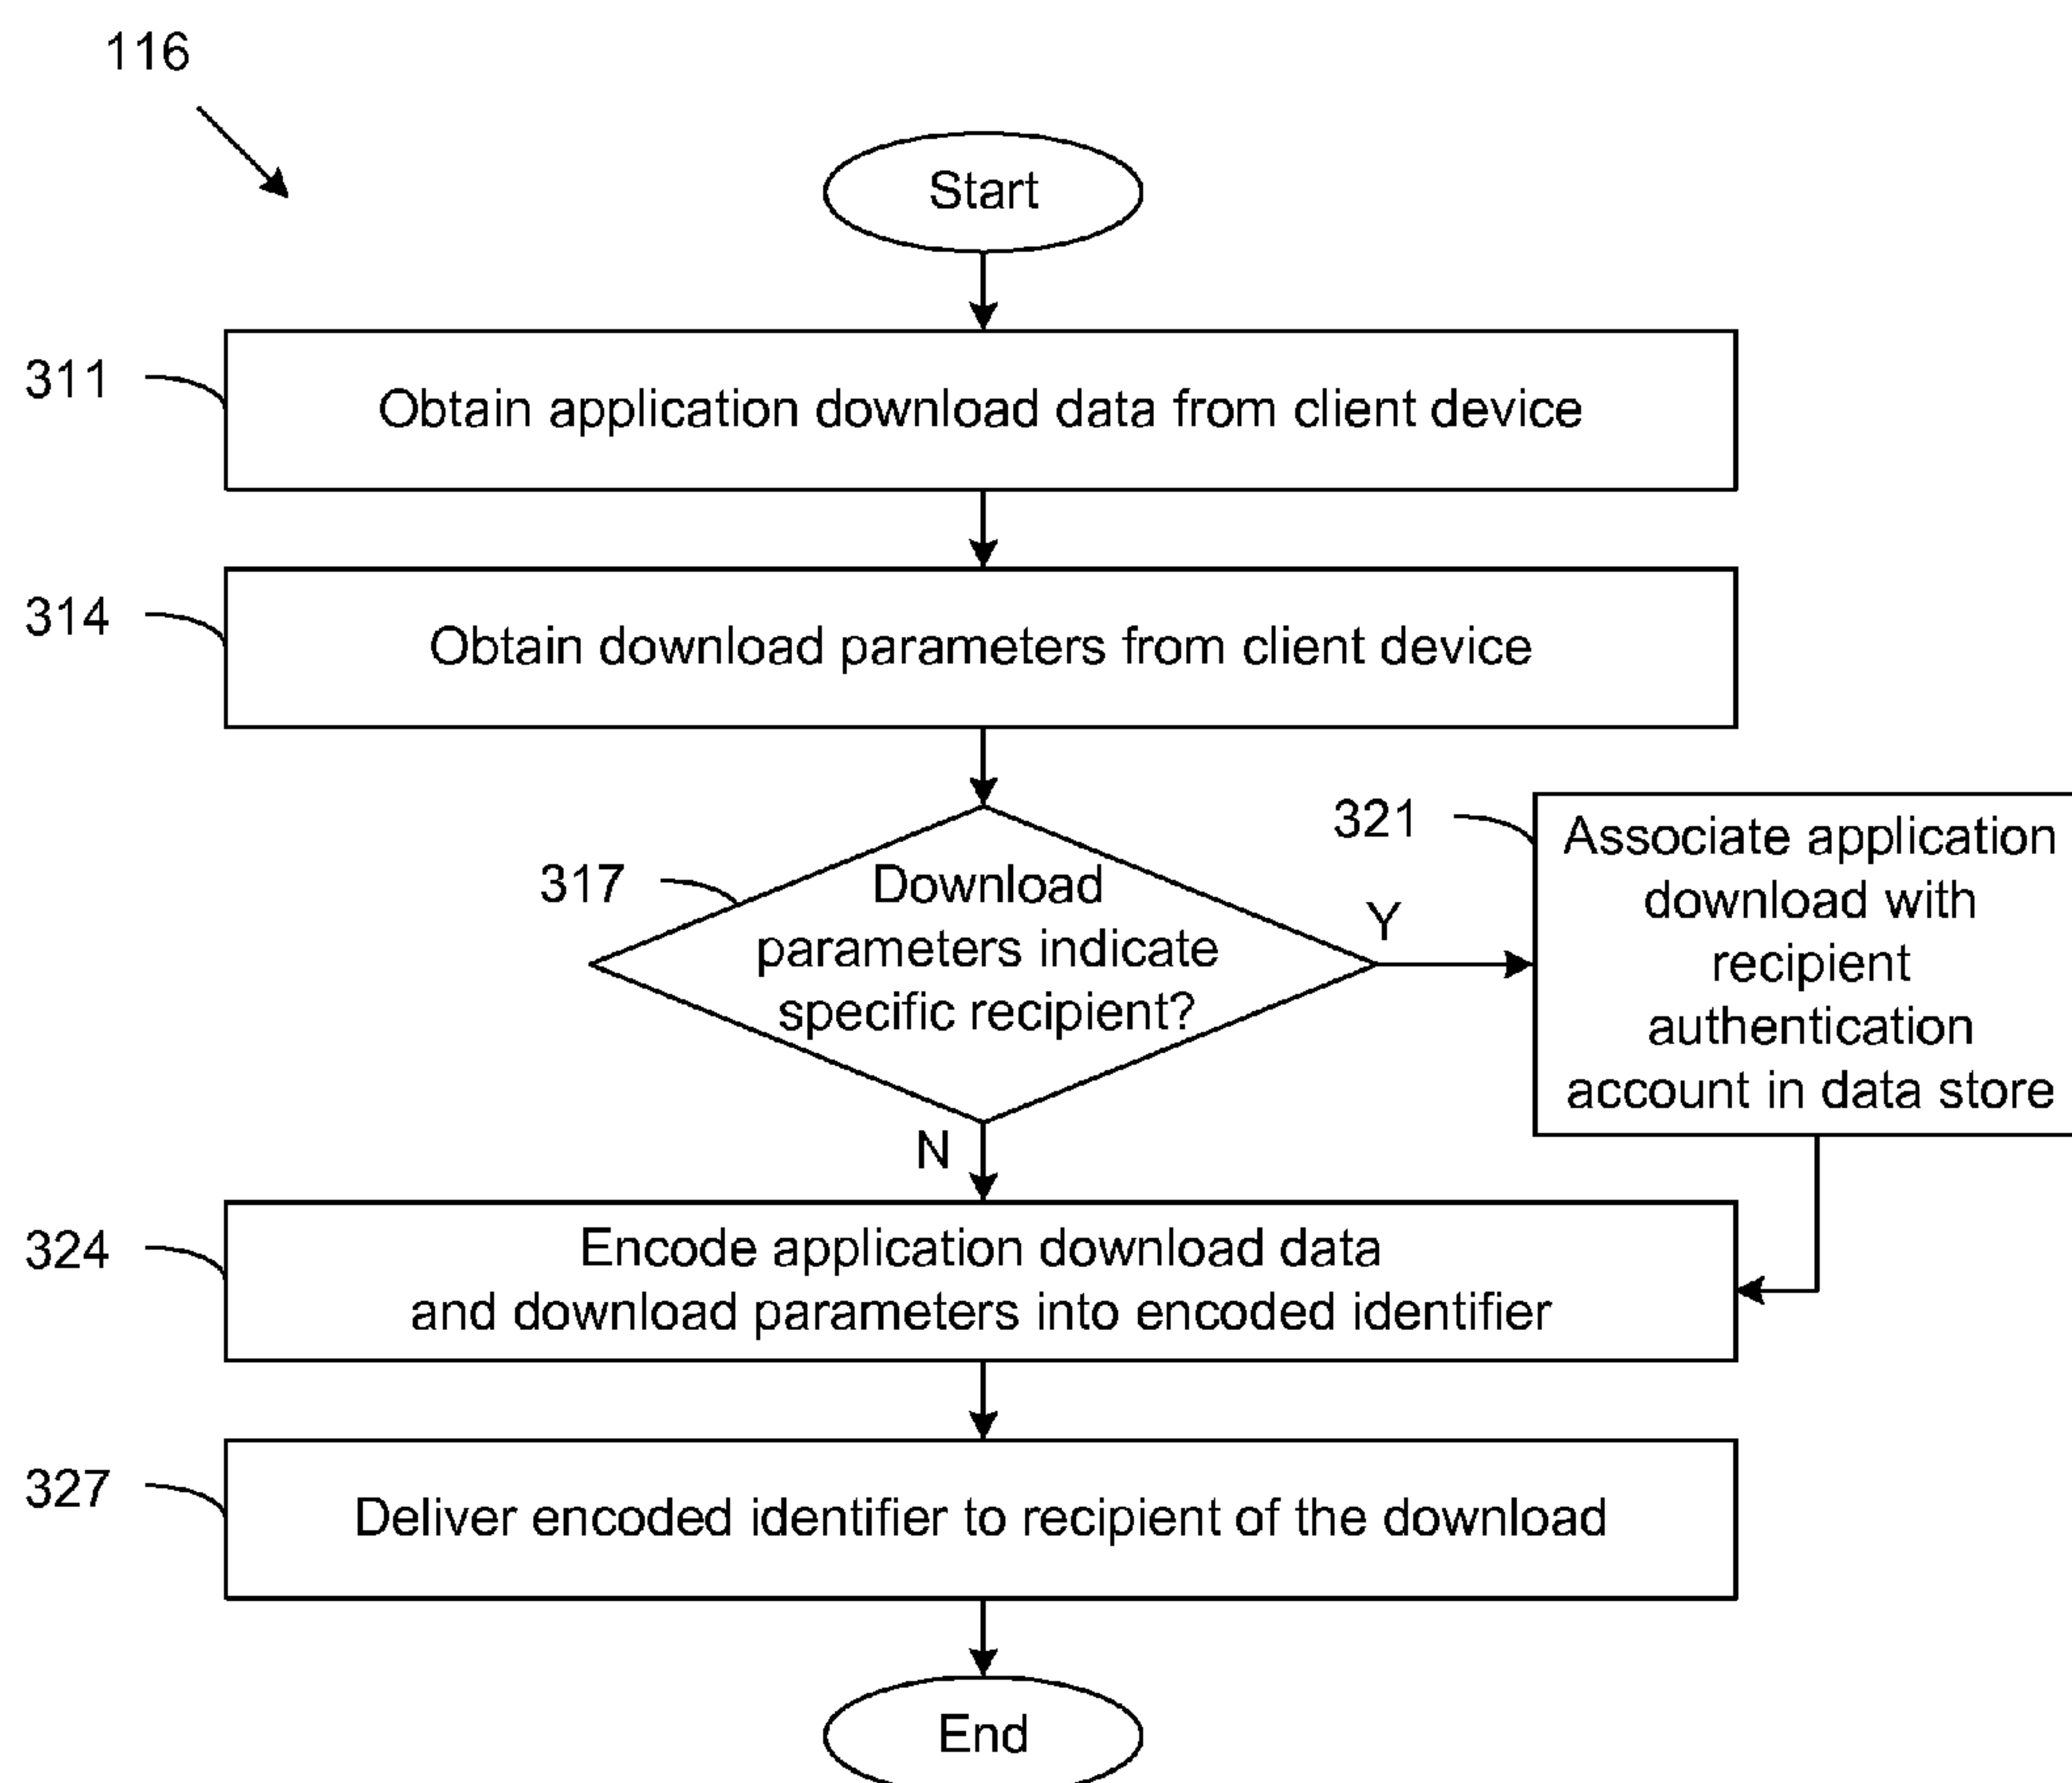 116
Start
311
Obtain application download data from client device
314
Obtain download parameters from client device
317
Download
parameters indicate
specific recipient?
Y
321
Associate application
download with
recipient
authentication
account in data store
N
324
Encode application download data
and download parameters into encoded identifier
327
Deliver encoded identifier to recipient of the download
End